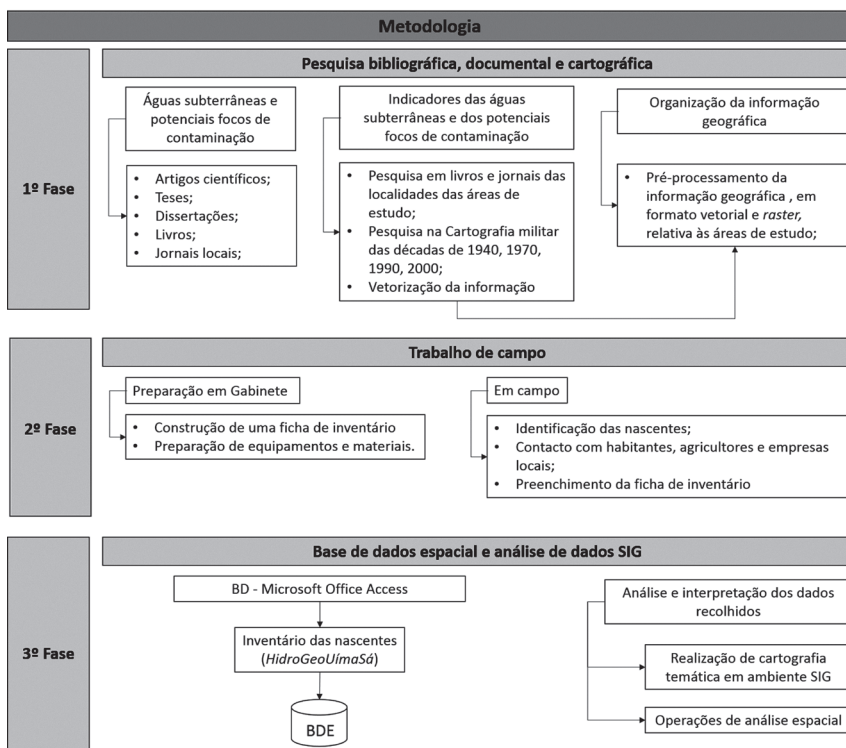 Metodologia
1º Fase
Pesquisa bibliográfica, documental e cartográfica
Águas subterrâneas e
potenciais focos de
contaminação
• Artigos científicos;
• Teses;
• Dissertações;
• Livros;
• Jornais locais;
Indicadores das águas
subterrâneas e dos potenciais
focos de contaminação
• Pesquisa em livros e jornais das
localidades das áreas de
estudo;
• Pesquisa na Cartografia militar
das décadas de 1940, 1970,
1990, 2000;
• Vetorização da informação
Organização da informação
geográfica
• Pré-processamento da
informação geográfica , em
formato vetorial e raster,
relativa às áreas de estudo;
2º Fase
Trabalho de campo
Preparação em Gabinete
• Construção de uma ficha de inventário
• Preparação de equipamentos e materiais.
Em campo
• Identificação das nascentes;
• Contacto com habitantes, agricultores e empresas
locais;
• Preenchimento da ficha de inventário
3º Fase
Base de dados espacial e análise de dados SIG
BD - Microsoft Office Access
Inventário das nascentes
(HidroGeoUímaSá)
BDE
Análise e interpretação dos dados
recolhidos
Realização de cartografia
temática em ambiente SIG
Operações de análise espacial